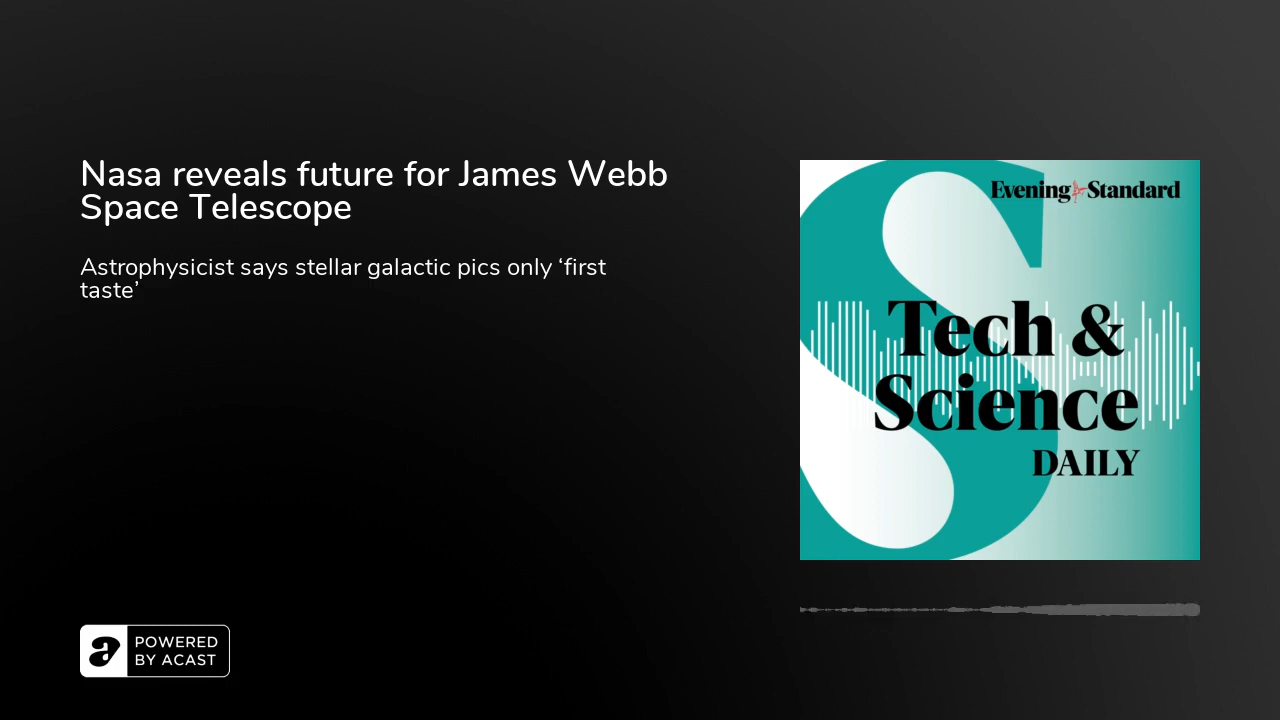 Nasa reveals future for James Webb
Space Telescope
Astrophysicist says stellar galactic pics only ‘first
taste’
Evening Standard
Tech &
Science
DAILY
POWERED
BY ACAST